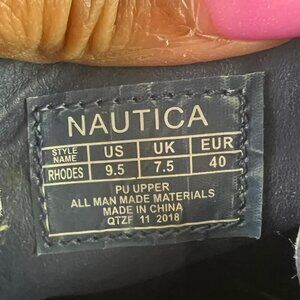 NAUTICA
STYLE NAME US UK EUR
RHODES 9.5 7.5 40
PU UPPER
ALL MAN MADE MATERIALS
MADE IN CHINA
QTZF 11 2018